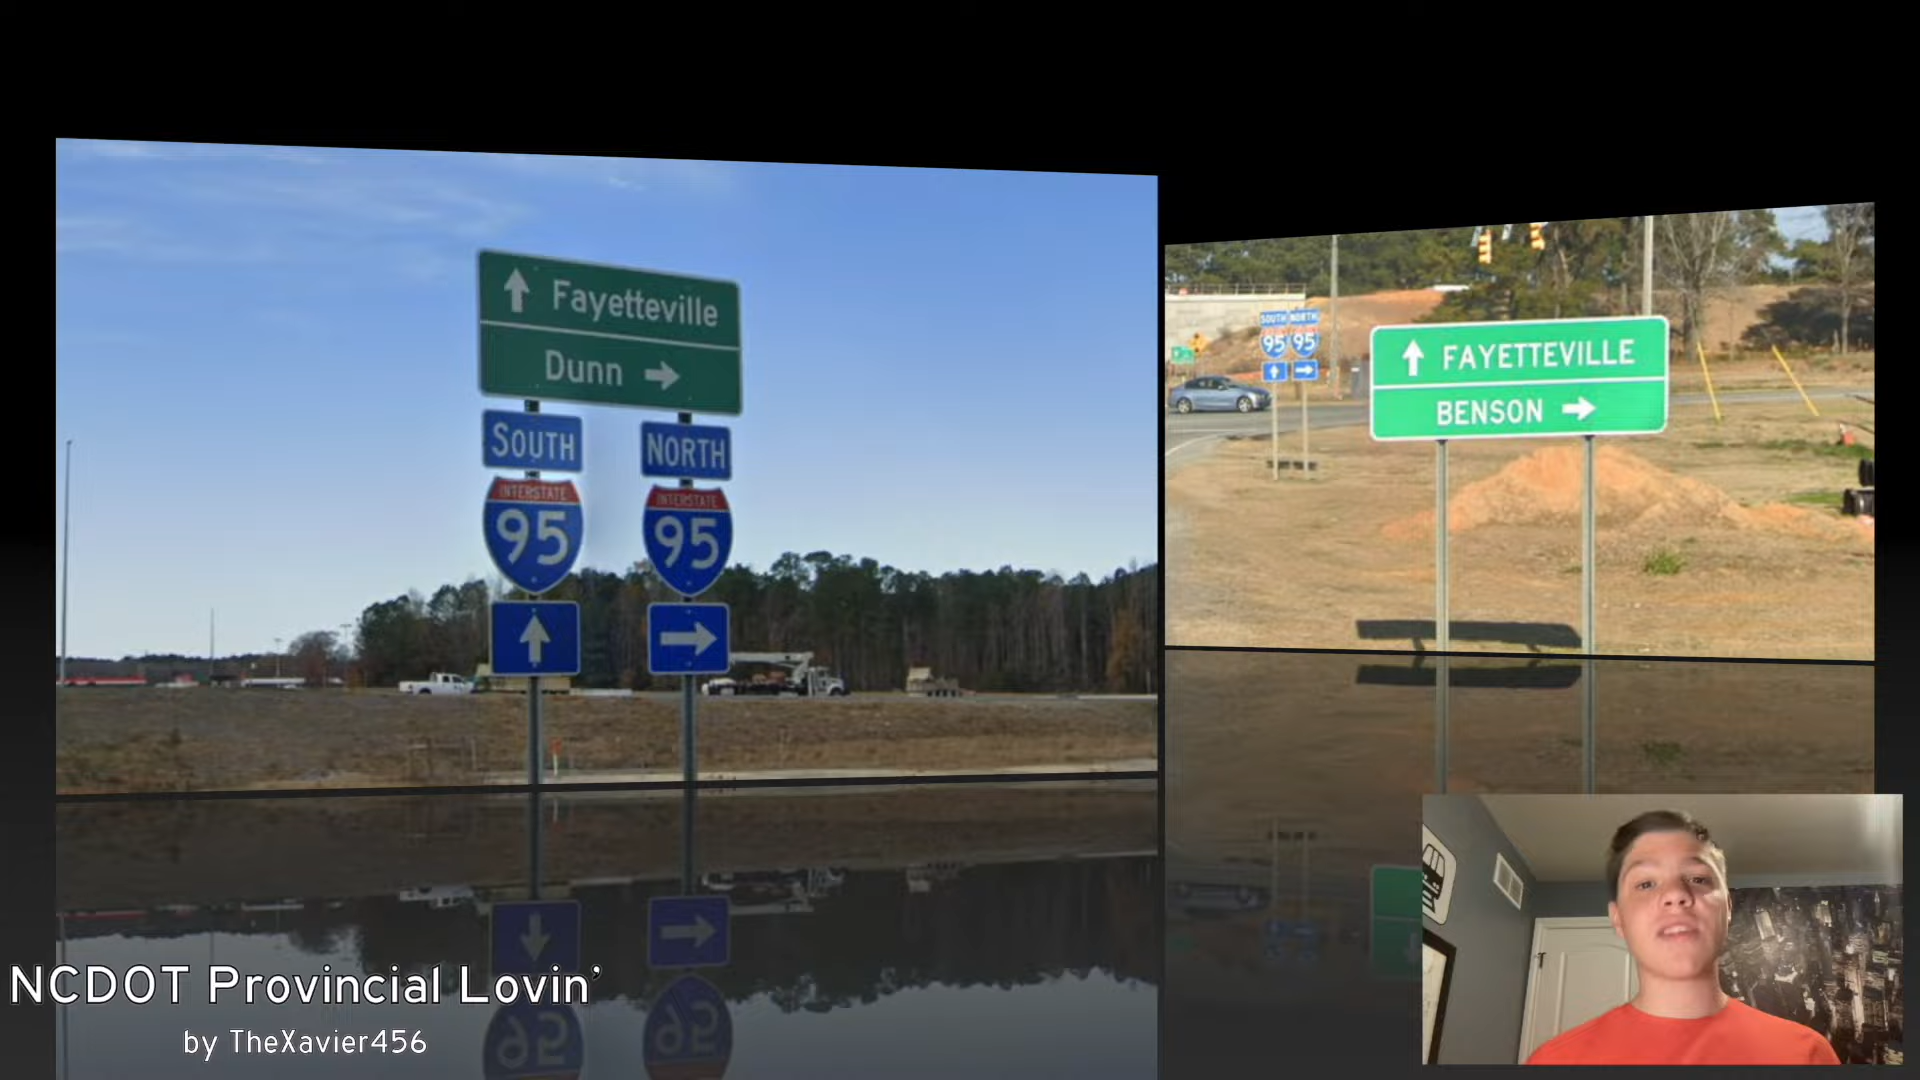 Fayetteville
Dunn
SOUTH
NORTH
INTERSTATE
INTERSTATE
95
95
SOUTH
NORTH
95
95
FAYETTEVILLE
BENSON
NCDOT Provincial Lovin'
by TheXavier456